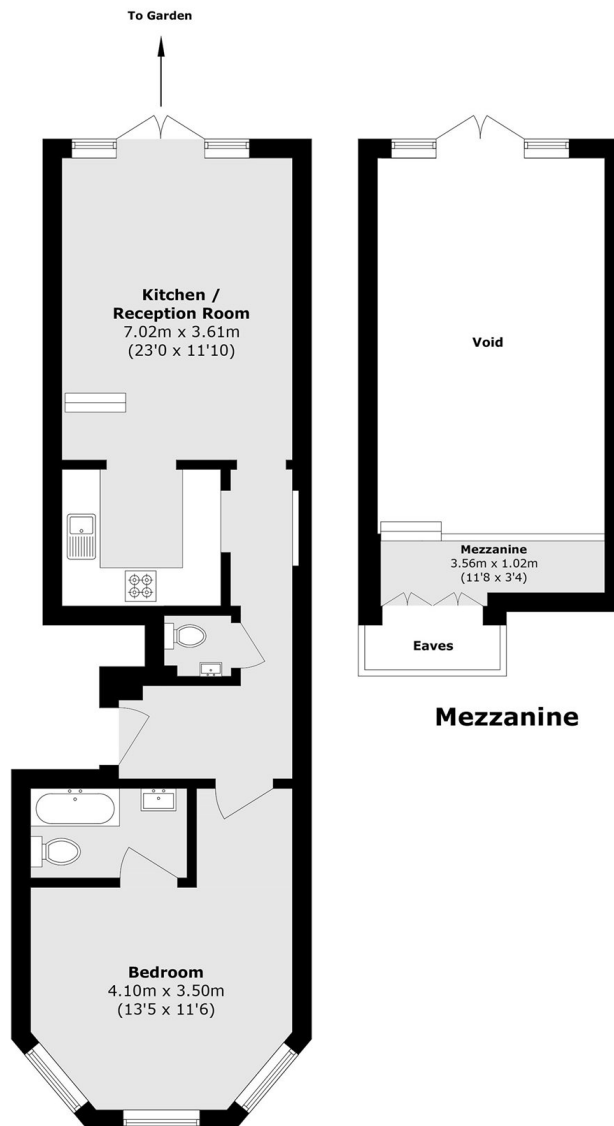 To Garden
Kitchen /
Reception Room
7.02m x 3.61m
(23'0 x 11'10)
Void
Mezzanine
3.56m x 1.02m
(11'8 x 3'4)
Eaves
Mezzanine
Bedroom
4.10m x 3.50m
(13'5 x 11'6)